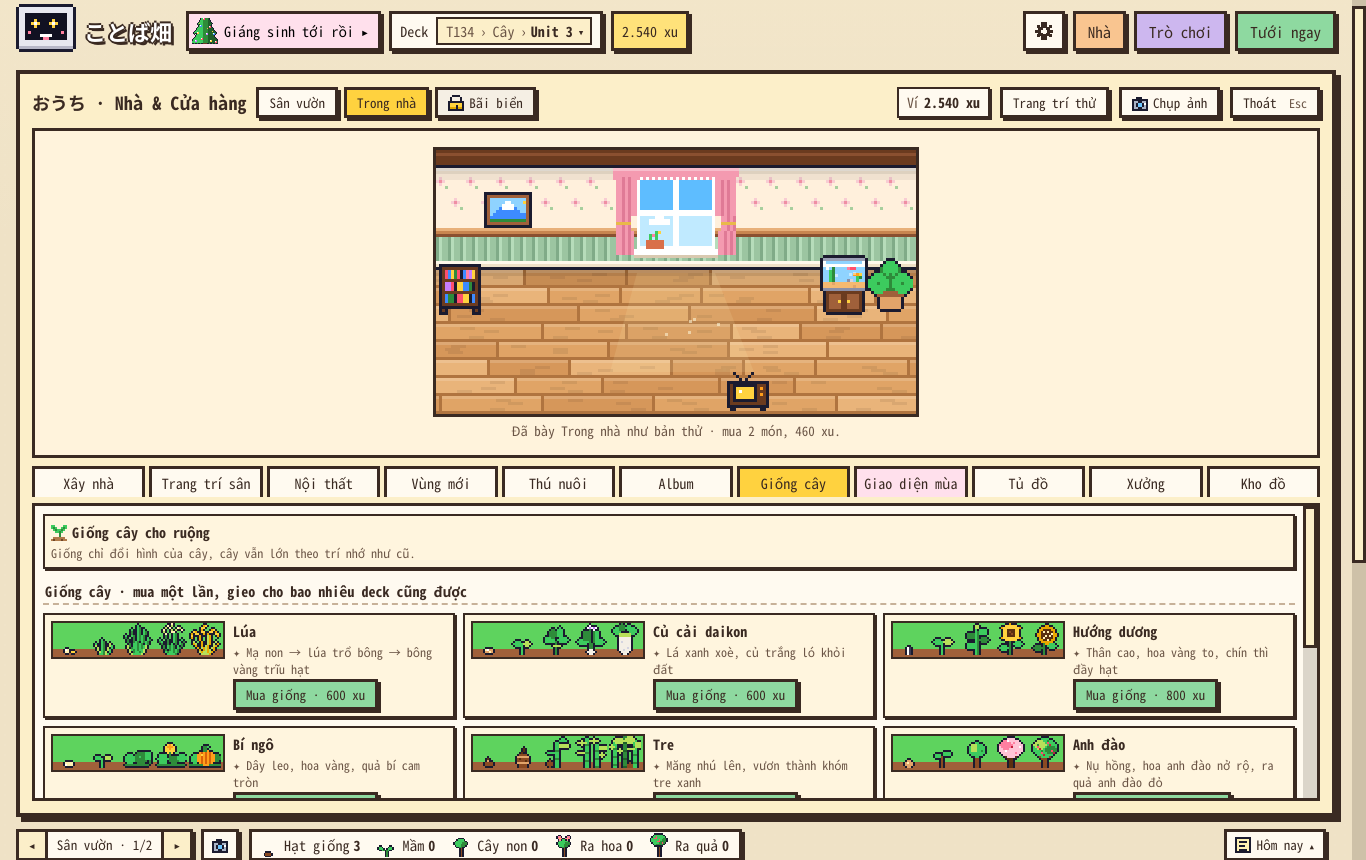 ことば畑 Giáng sinh tới rồi ▸ Deck T134 › Cây › Unit 3 ▾ 2.540 xu Nhà Trò chơi Tưới ngay
おうち · Nhà & Cửa hàng Sân vườn Trong nhà Bãi biển Ví 2.540 xu Trang trí thử Chụp ảnh Thoát Esc
Đã bày Trong nhà như bản thử · mua 2 món, 460 xu.
Xây nhà Trang trí sân Nội thất Vùng mới Thú nuôi Album Giống cây Giao diện mùa Tủ đồ Xưởng Kho đồ
Giống cây cho ruộng
Giống chỉ đổi hình của cây, cây vẫn lớn theo trí nhớ như cũ.
Giống cây · mua một lần, gieo cho bao nhiêu deck cũng được
Lúa
✦ Mạ non → lúa trổ bông → bông
vàng trĩu hạt
Mua giống · 600 xu
Củ cải daikon
✦ Lá xanh xoè, củ trắng ló khỏi
đất
Mua giống · 600 xu
Hướng dương
✦ Thân cao, hoa vàng to, chín thì
đầy hạt
Mua giống · 800 xu
Bí ngô
✦ Dây leo, hoa vàng, quả bí cam
tròn
Tre
✦ Măng nhú lên, vươn thành khóm
tre xanh
Anh đào
✦ Nụ hồng, hoa anh đào nở rộ, ra
quả anh đào đỏ
◂ Sân vườn · 1/2 ▸ Hạt giống 3 Mầm 0 Cây non 0 Ra hoa 0 Ra quả 0 Hôm nay ▴